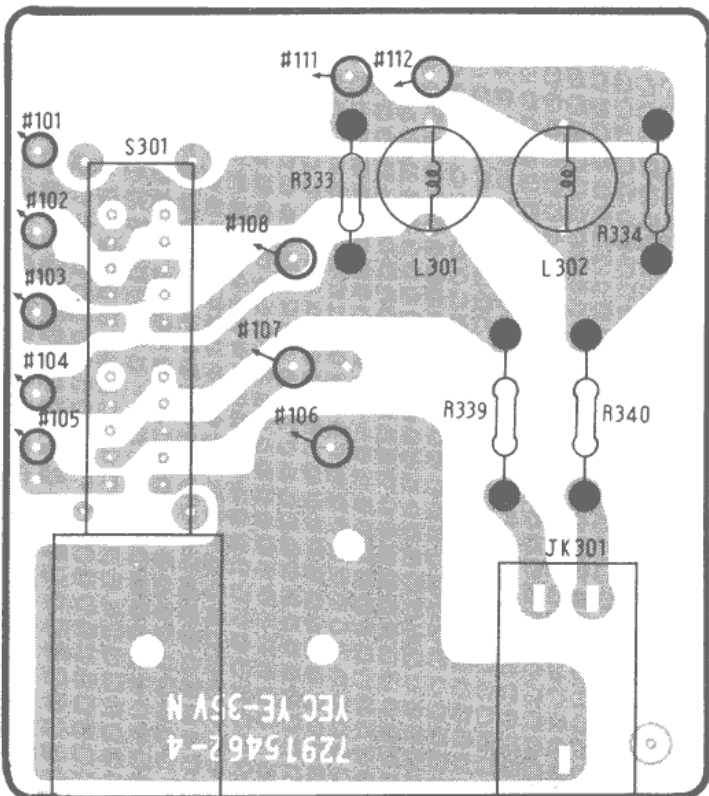 #111 #112
#101
S301
R333
#102
#108
R334
L301 L302
#103
#107
#104
#105
#106
R339 R340
JK301
YEC YE-35V N
7291546 2-4